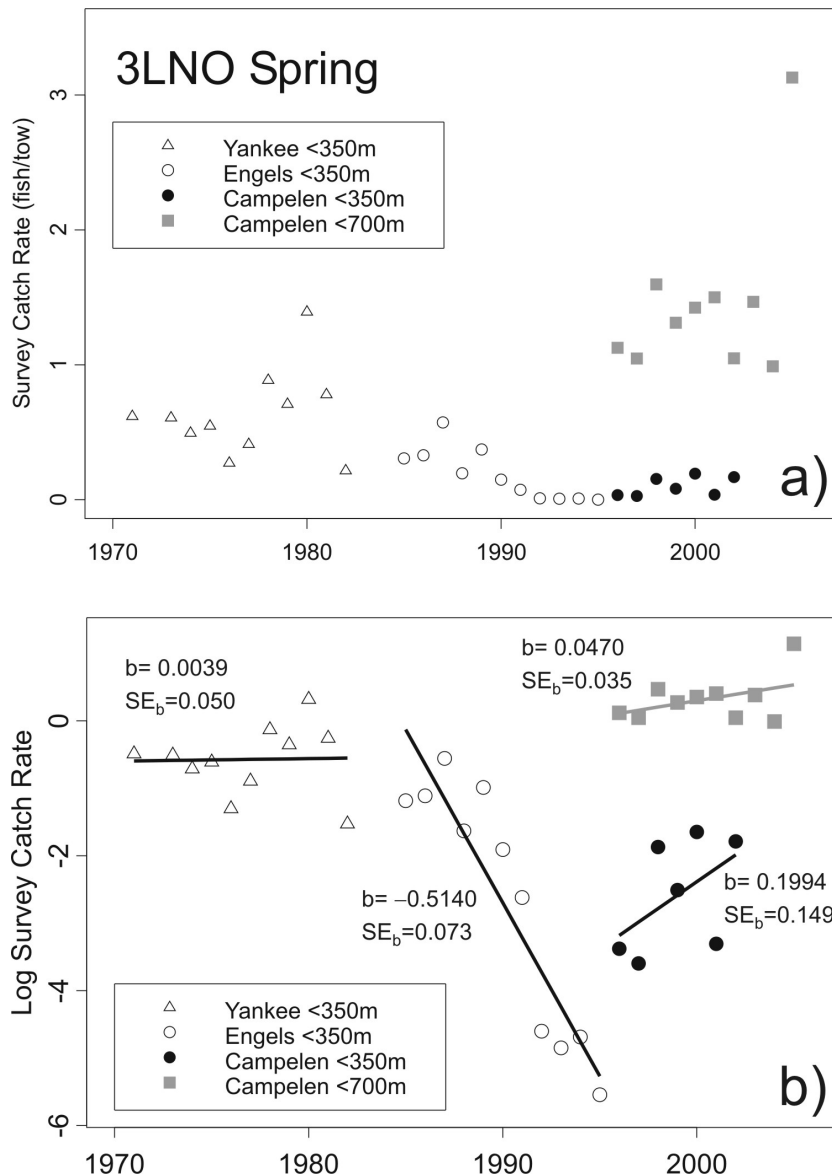 3LNO Spring
Survey Catch Rate (fish/tow)
3
2
1
0
Yankee <350m
Engels <350m
Campelen <350m
Campelen <700m
a)
1970 1980 1990 2000
Log Survey Catch Rate
0
-2
-4
-6
b= 0.0039
SEb=0.050
b= 0.0470
SEb=0.035
b= −0.5140
SEb=0.073
b= 0.1994
SEb=0.149
Yankee <350m
Engels <350m
Campelen <350m
Campelen <700m
b)
1970 1980 1990 2000